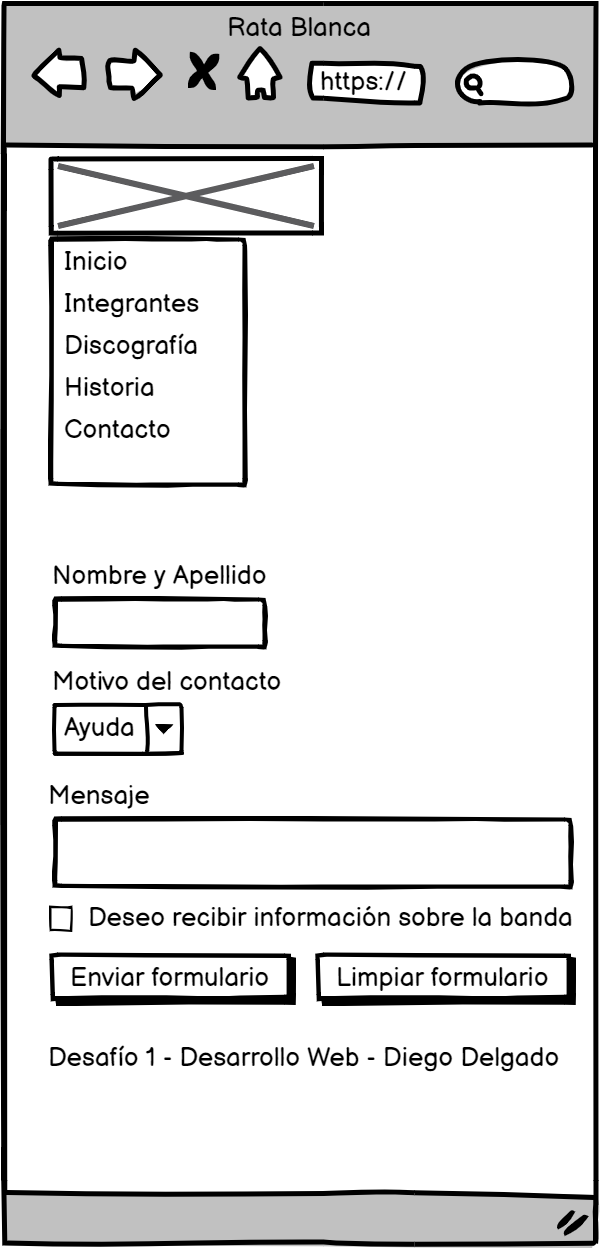 Rata Blanca
https://
Inicio
Integrantes
Discografía
Historia
Contacto
Nombre y Apellido
Motivo del contacto
Ayuda
Mensaje
Deseo recibir información sobre la banda
Enviar formulario Limpiar formulario
Desafío 1 - Desarrollo Web - Diego Delgado